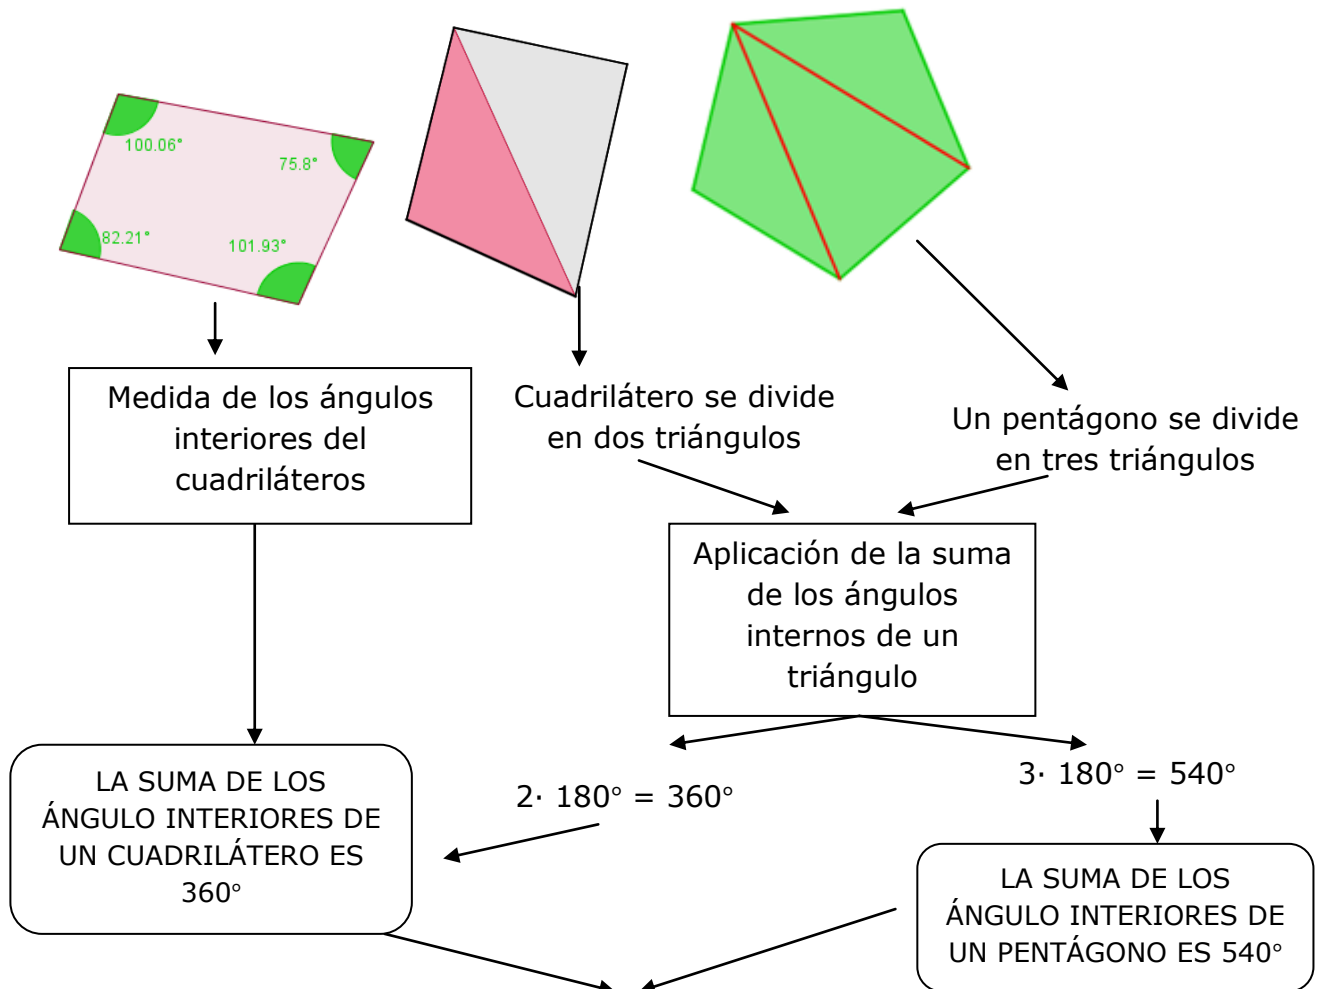 100.06°
75.8°
82.21°
101.93°
Medida de los ángulos
interiores del
cuadriláteros
Cuadrilátero se divide
en dos triángulos
Un pentágono se divide
en tres triángulos
Aplicación de la suma
de los ángulos
internos de un
triángulo
LA SUMA DE LOS
ÁNGULO INTERIORES DE
UN CUADRILÁTERO ES
360°
2· 180° = 360°
3· 180° = 540°
LA SUMA DE LOS
ÁNGULO INTERIORES DE
UN PENTÁGONO ES 540°